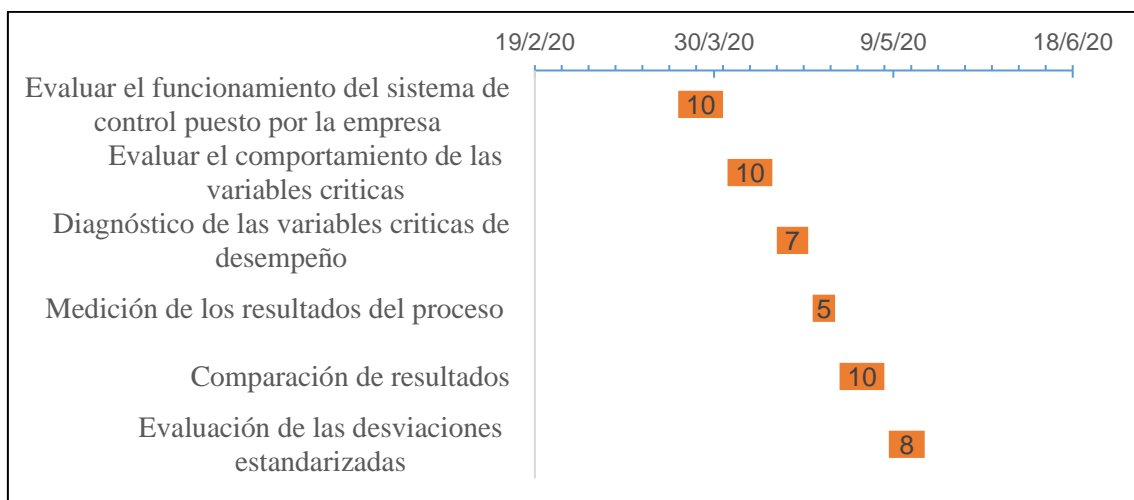 19/2/20 30/3/20 9/5/20 18/6/20
Evaluar el funcionamiento del sistema de
control puesto por la empresa
10
Evaluar el comportamiento de las
variables criticas
10
Diagnóstico de las variables criticas de
desempeño
7
Medición de los resultados del proceso
5
Comparación de resultados
10
Evaluación de las desviaciones
estandarizadas
8